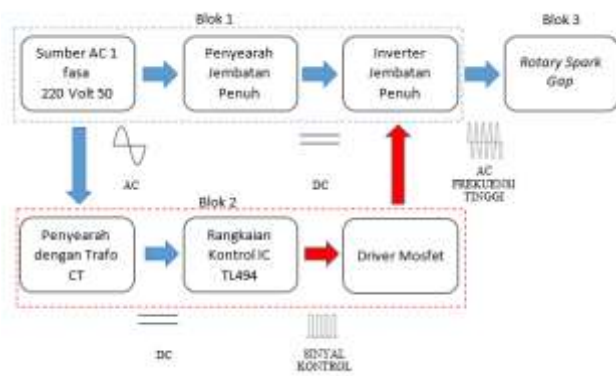 Blok 1
Blok 3
Sumber AC 1
fasa
220 Volt 50
Penyearah
Jembatan
Penuh
Inverter
Jembatan
Penuh
Rotary Spark
Gap
AC
DC
AC
FREKUENSI
TINGGI
Blok 2
Penyearah
dengan Trafo
CT
Rangkaian
Kontrol IC
TL494
Driver Mosfet
DC
SINYAL
KONTROL